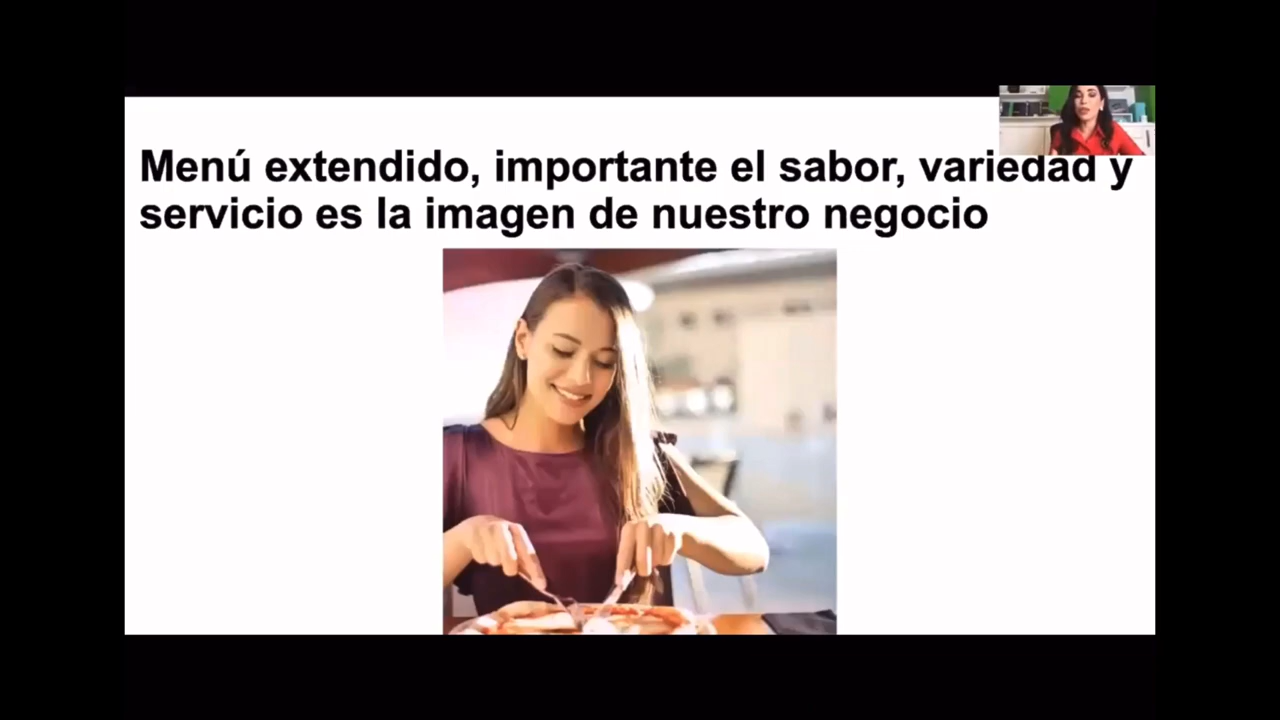 Menú extendido, importante el sabor, variedad y
servicio es la imagen de nuestro negocio